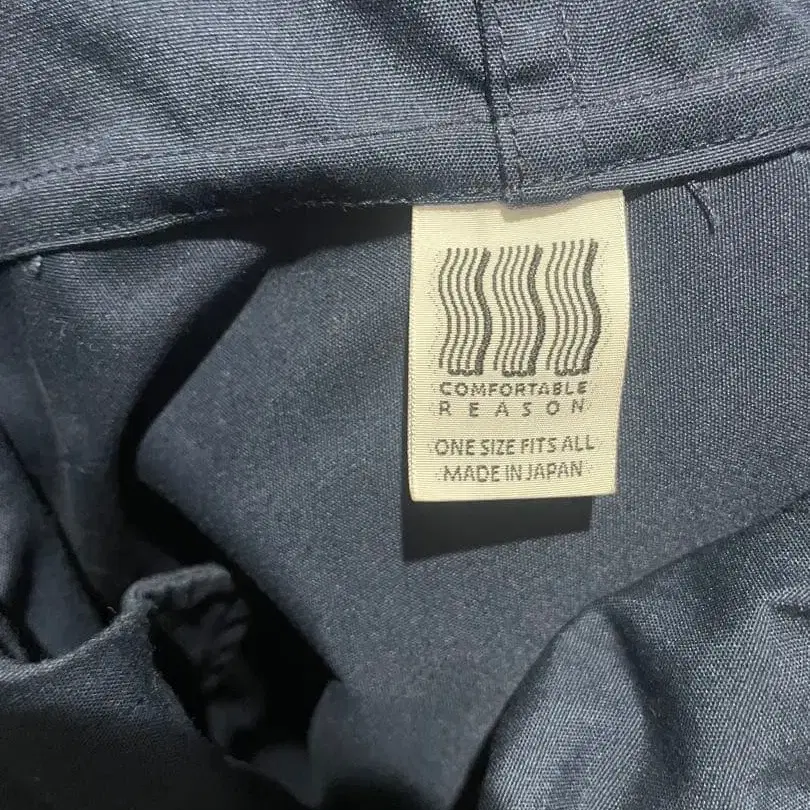 COMFORTABLE
REASON
ONE SIZE FITS ALL
MADE IN JAPAN